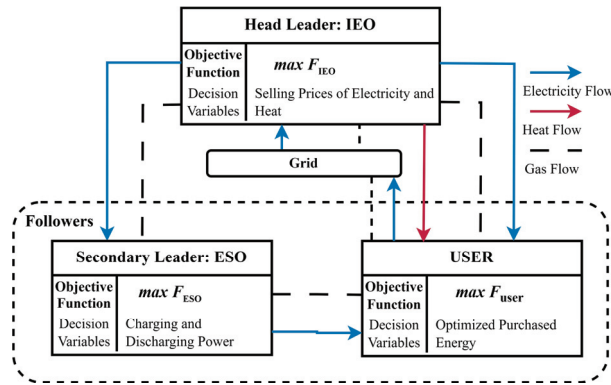 Head Leader: IEO
Objective
Function
max F_IEO
Decision
Variables
Selling Prices of Electricity and
Heat
Electricity Flow
Heat Flow
Gas Flow
Grid
Followers
Secondary Leader: ESO
Objective
Function
max F_ESO
Decision
Variables
Charging and
Discharging Power
USER
Objective
Function
max F_user
Decision
Variables
Optimized Purchased
Energy